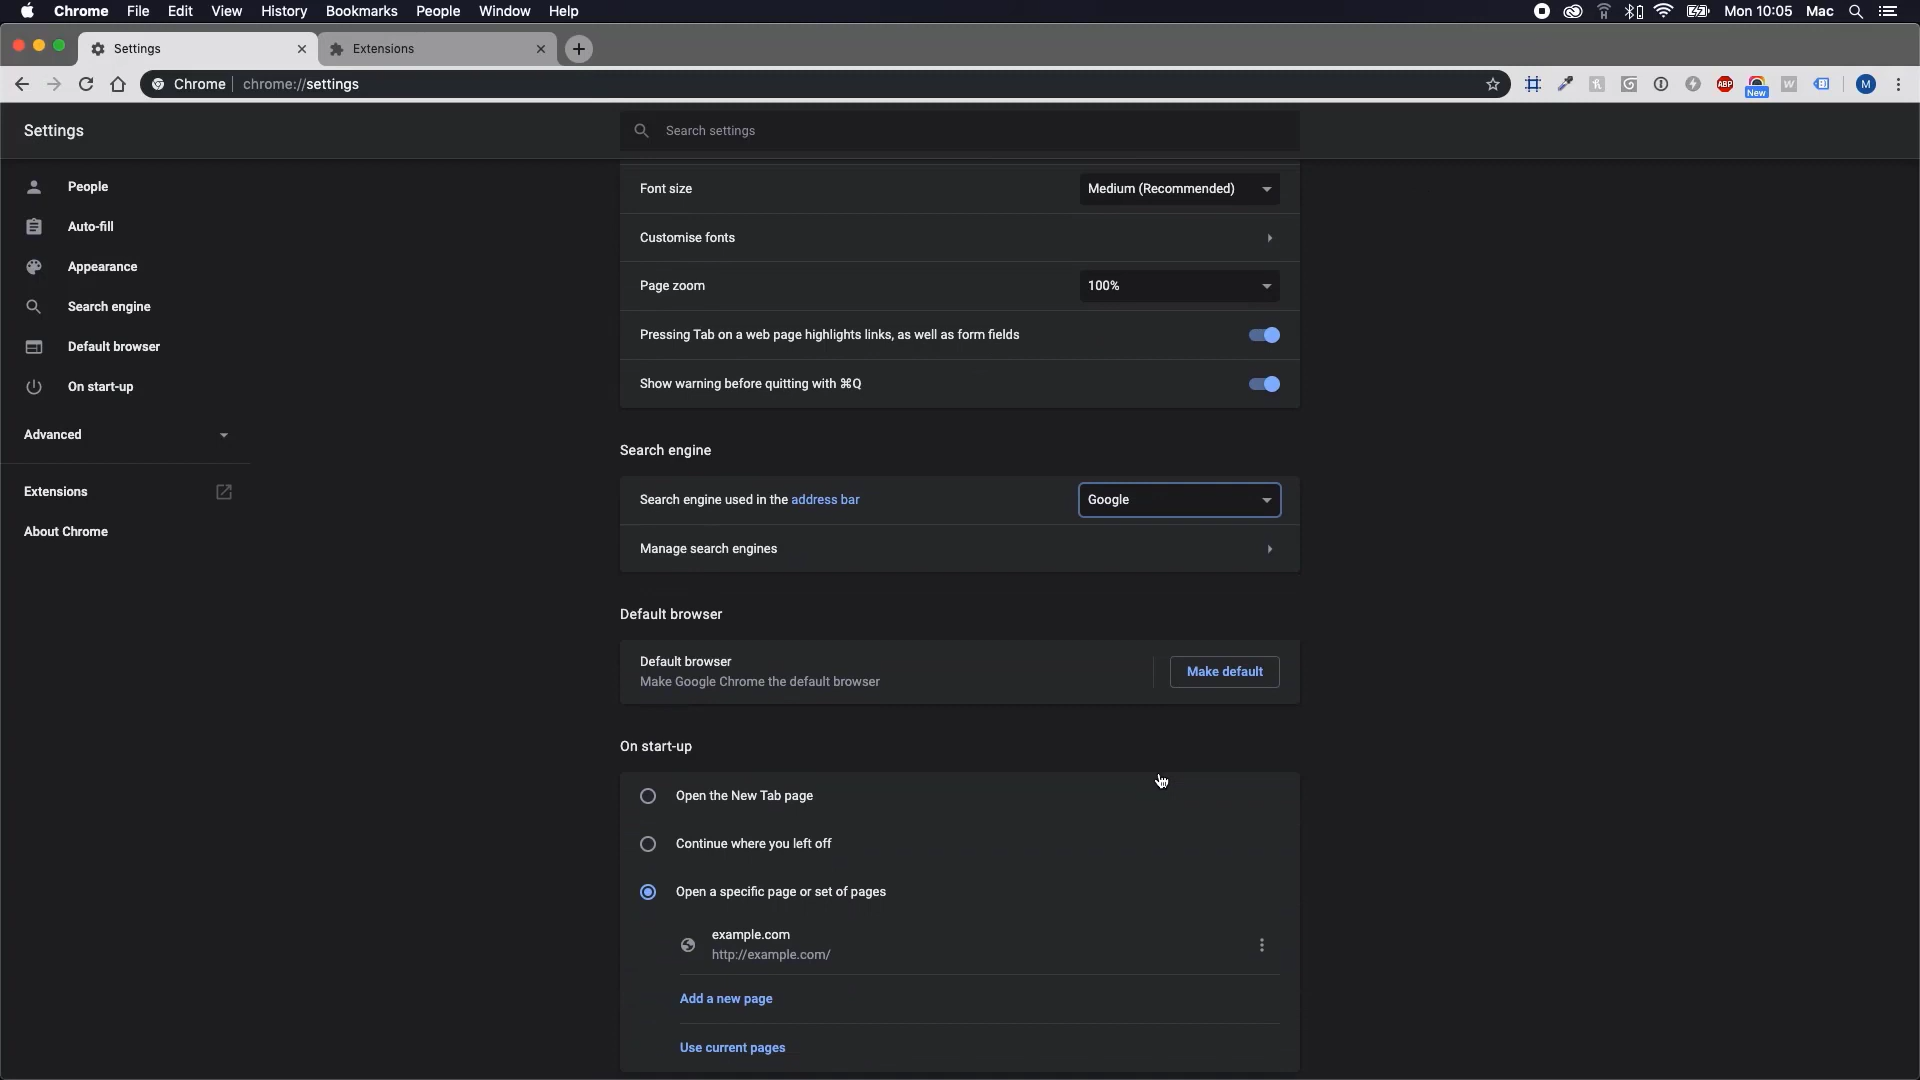 Chrome File Edit View History Bookmarks People Window Help Mon 10:05 Mac
Settings Extensions
Chrome chrome://settings ABP New W M
Settings
Search settings
People
Auto-fill
Appearance
Search engine
Default browser
On start-up
Advanced
Extensions
About Chrome
Font size Medium (Recommended)
Customise fonts
Page zoom 100%
Pressing Tab on a web page highlights links, as well as form fields
Show warning before quitting with ⌘Q
Search engine
Search engine used in the address bar Google
Manage search engines
Default browser
Default browser
Make Google Chrome the default browser
Make default
On start-up
Open the New Tab page
Continue where you left off
Open a specific page or set of pages
example.com
http://example.com/
Add a new page
Use current pages